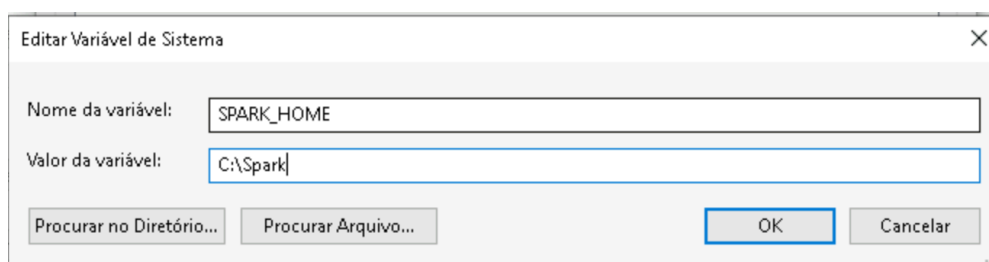 Editar Variável de Sistema
Nome da variável: SPARK_HOME
Valor da variável: C:\Spark
Procurar no Diretório... Procurar Arquivo... OK Cancelar